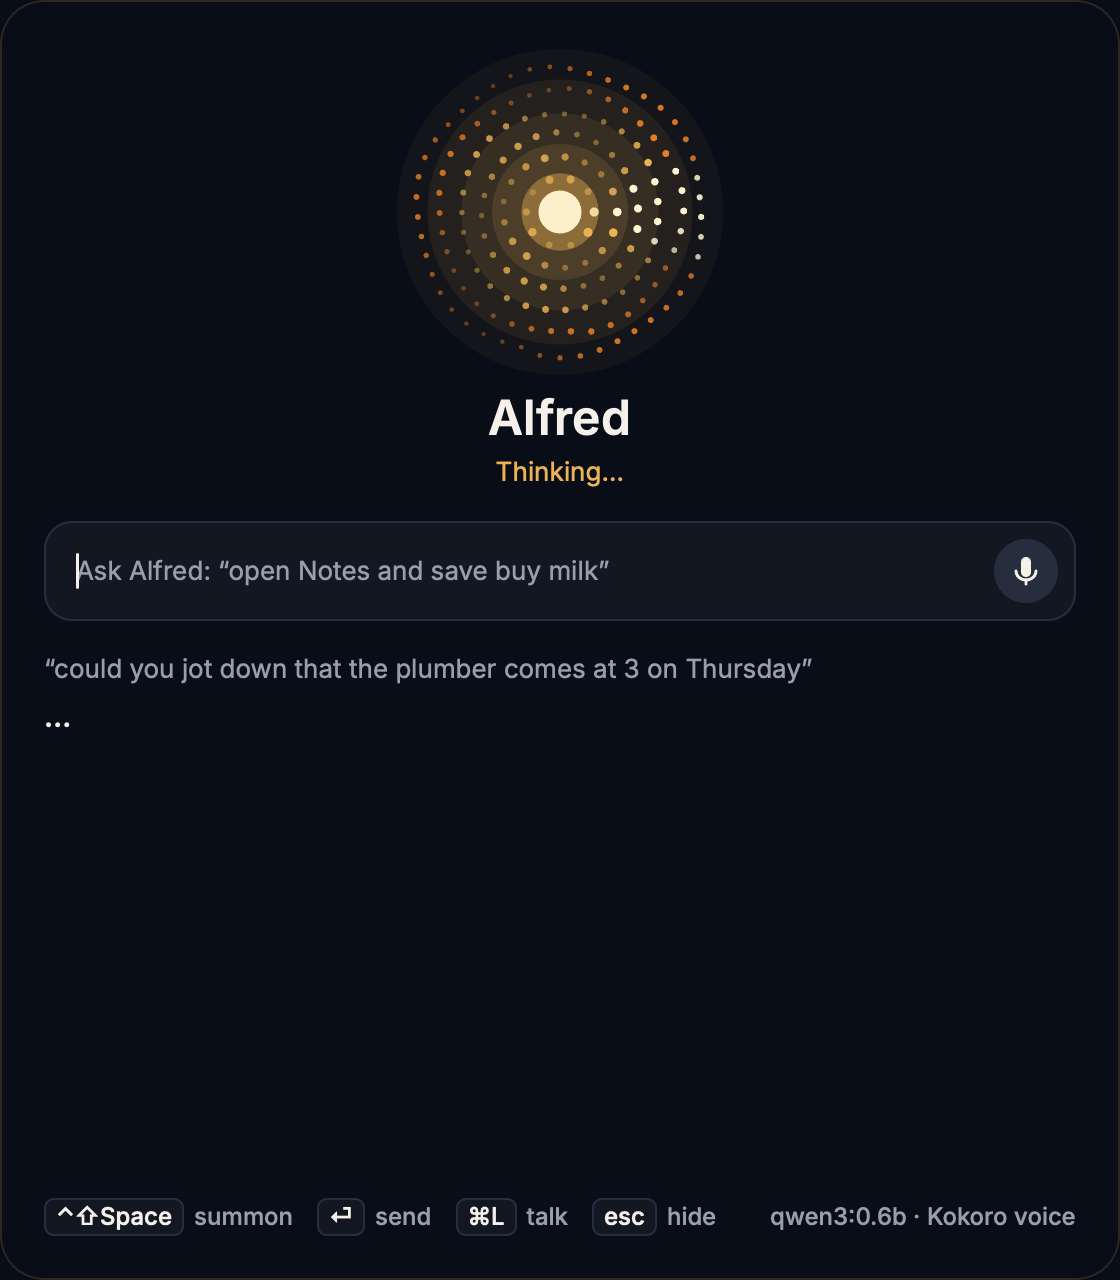 Alfred
Thinking...
Ask Alfred: “open Notes and save buy milk”
“could you jot down that the plumber comes at 3 on Thursday”
...
⌃⇧Space summon ⏎ send ⌘L talk esc hide qwen3:0.6b · Kokoro voice